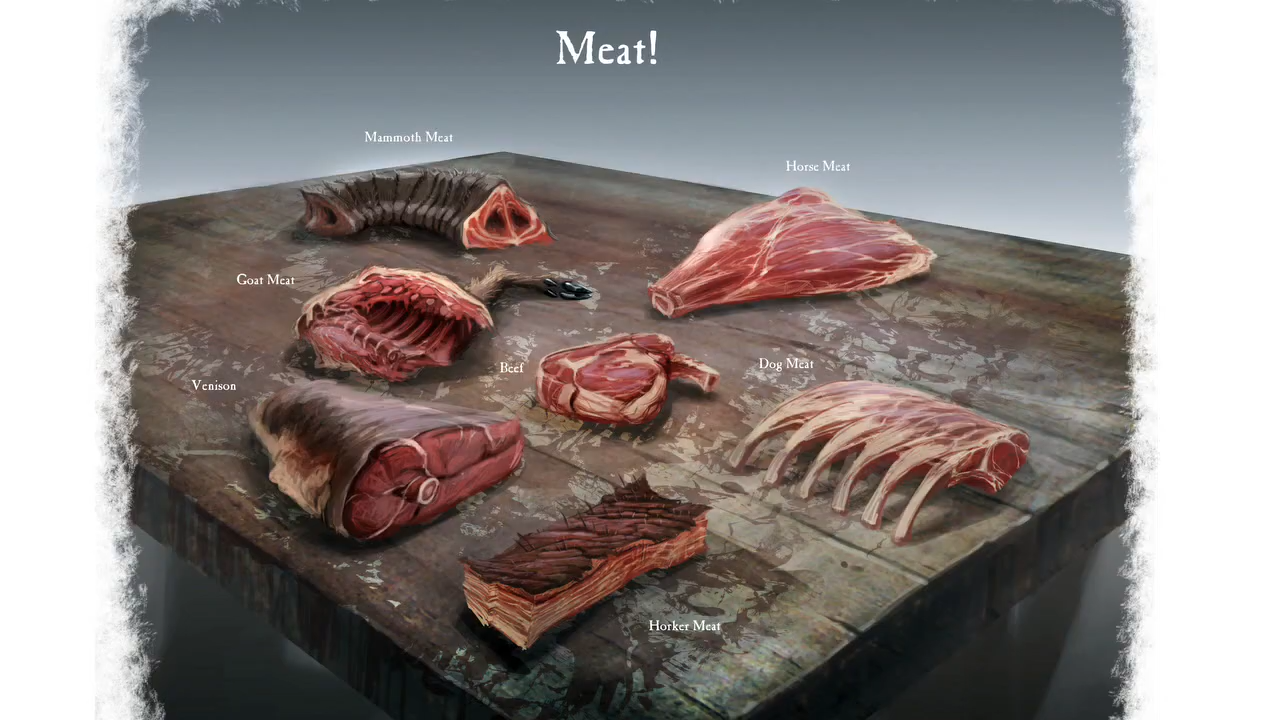 Meat!
Mammoth Meat
Horse Meat
Goat Meat
Beef
Dog Meat
Venison
Horker Meat